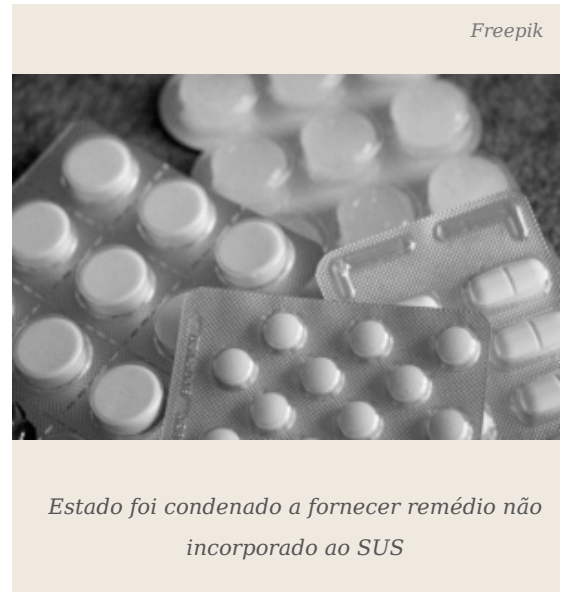 Freepik
Estado foi condenado a fornecer remédio não
incorporado ao SUS